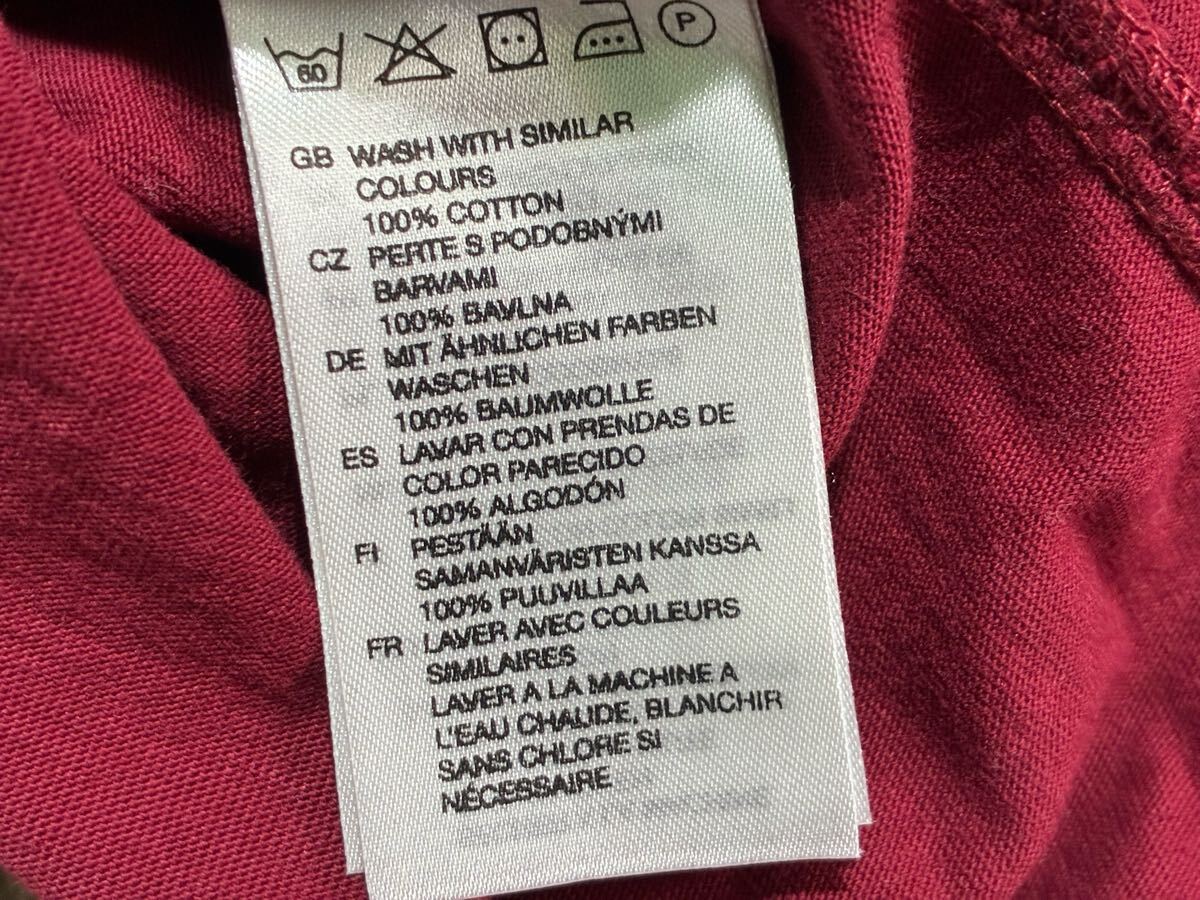 60 P
GB WASH WITH SIMILAR
COLOURS
100% COTTON
CZ PERTE S PODOBNÝMI
BARVAMI
100% BAVLNA
DE MIT ÄHNLICHEN FARBEN
WASCHEN
100% BAUMWOLLE
ES LAVAR CON PRENDAS DE
COLOR PARECIDO
100% ALGODÓN
FI PESTÄÄN
SAMANVÄRISTEN KANSSA
100% PUUVILLAA
FR LAVER AVEC COULEURS
SIMILAIRES
LAVER A LA MACHINE A
L'EAU CHAUDE, BLANCHIR
SANS CHLORE SI
NÉCESSAIRE